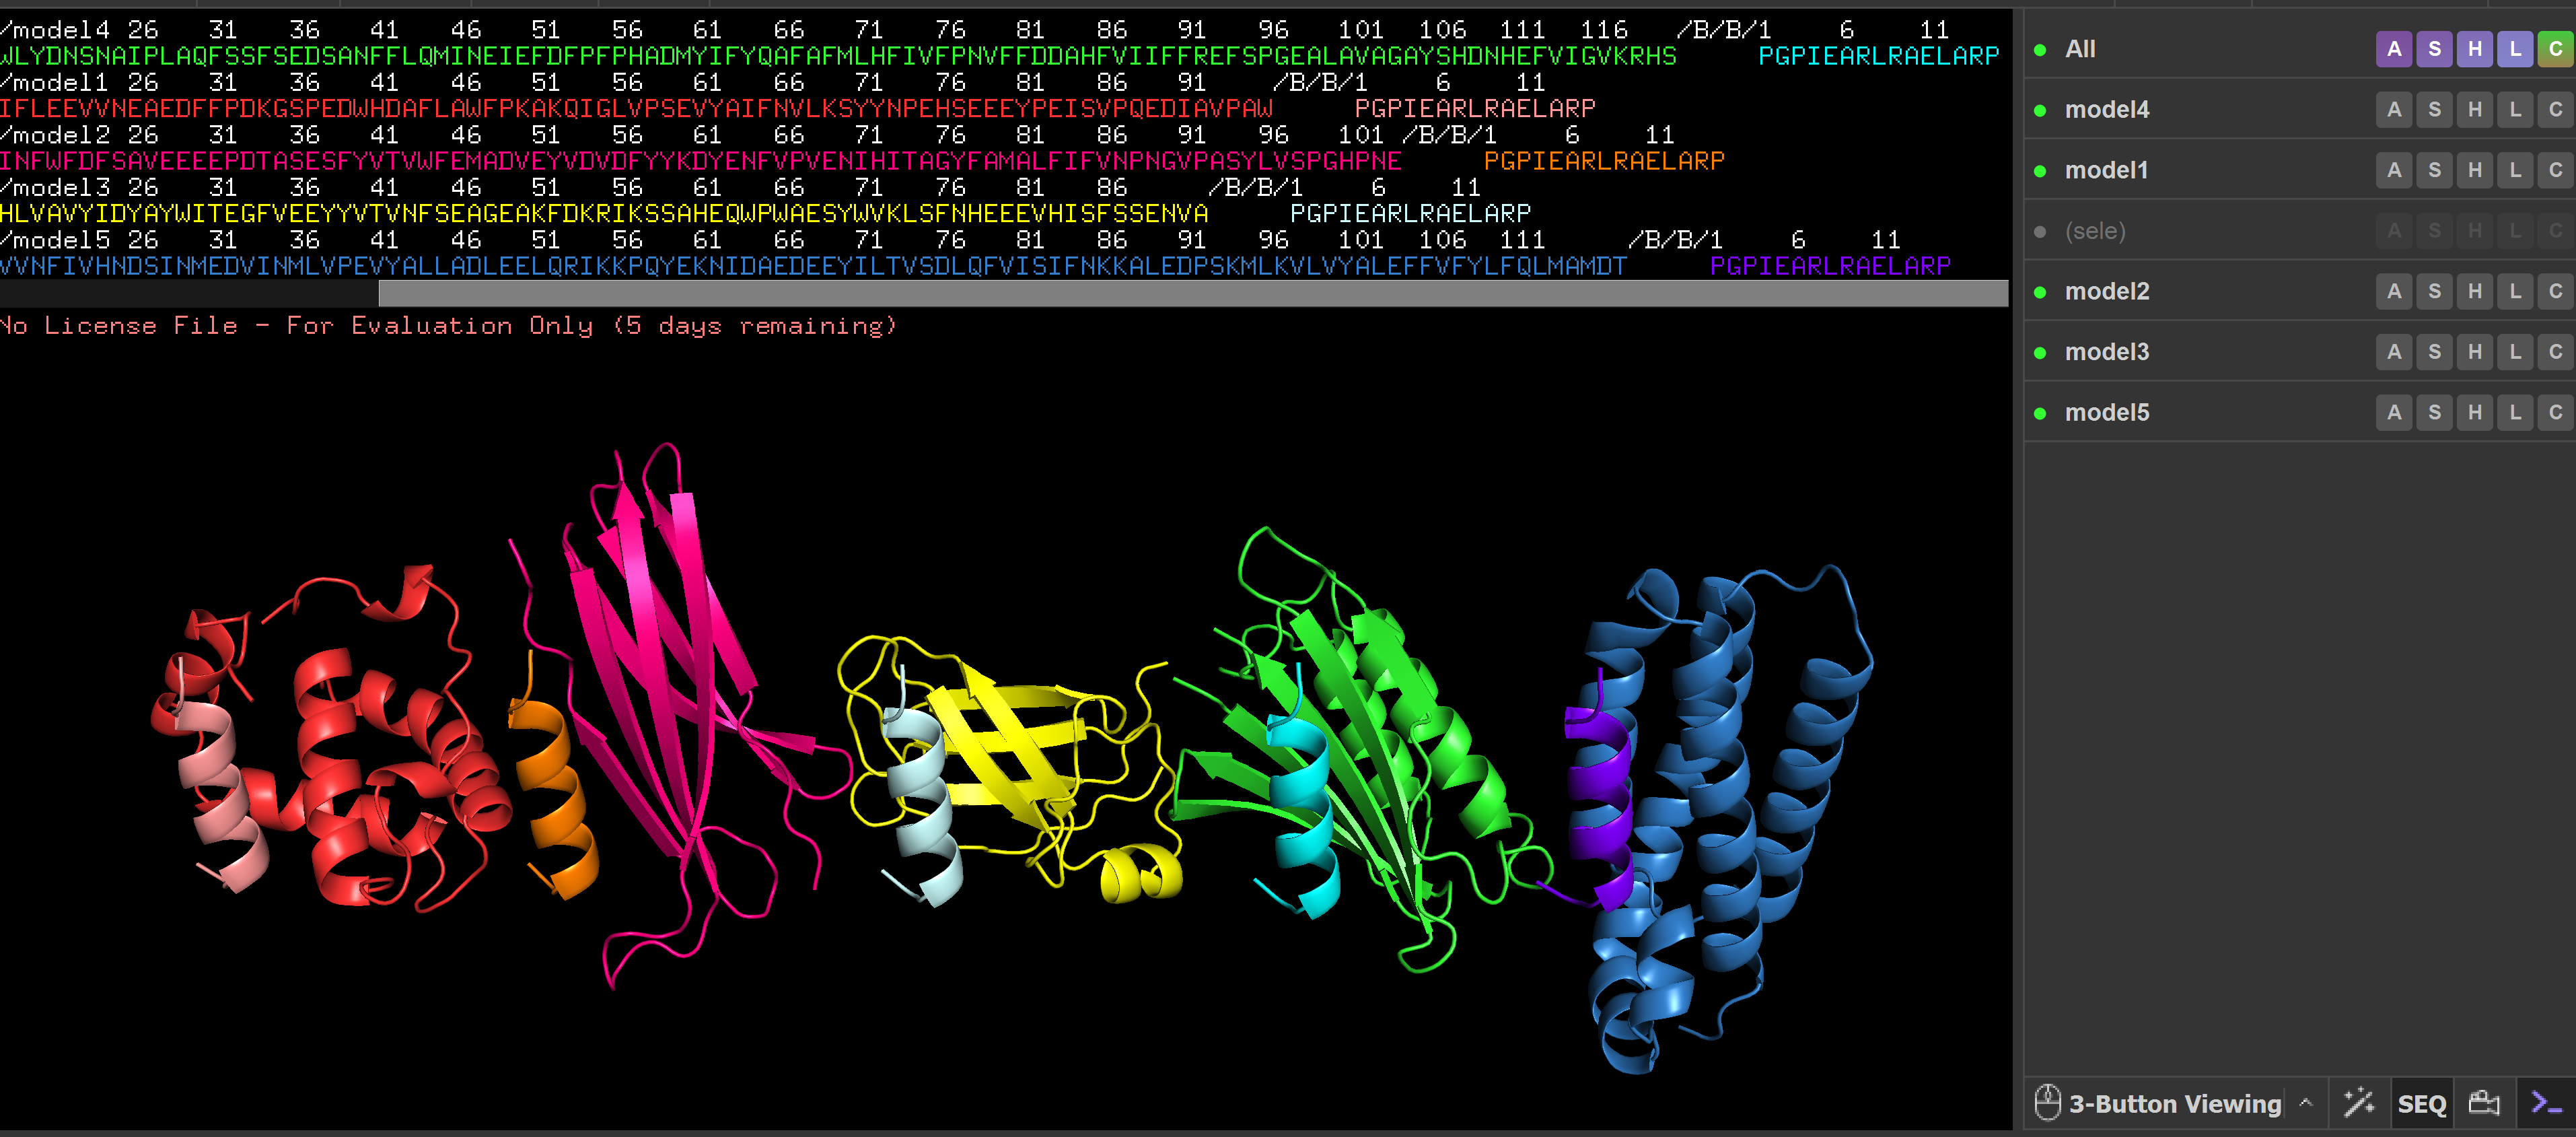 /model4 26 31 36 41 46 51 56 61 66 71 76 81 86 91 96 101 106 111 116 /B/B/1 6 11
WLYDNSNAIPLAQFSSFSEDSANFFLQMINEIEFDFPFPHADMYIFYQAFAFMLHFIVFPNVFFDDAHFVIIFFREFSPGEALAVAGAYSHDNHEFVIGVKRHS PGPIEARLRAELARP
/model1 26 31 36 41 46 51 56 61 66 71 76 81 86 91 /B/B/1 6 11
IFLEEVVNEAEDFFPDKGSPEDWHDAFLAWFPKAKQIGLVPSEVYAIFNVLKSYYNPEHSEEEYPEISVPQEDIAVPAW PGPIEARLRAELARP
/model2 26 31 36 41 46 51 56 61 66 71 76 81 86 91 96 101 /B/B/1 6 11
INFWFDFSAVEEEEPDTASESFYVTVWFEMADVEYVDVDFYYKDYENFVPVENIHITAGYFAMALFIFVNPNGVPASYLVSPGHPNE PGPIEARLRAELARP
/model3 26 31 36 41 46 51 56 61 66 71 76 81 86 /B/B/1 6 11
HLVAVYIDYAYWITEGFVEEYYVTVNFSEAGEAKFDKRIKSSAHEQWPWAESYWVKLSFNHEEEVHISFSSENVA PGPIEARLRAELARP
/model5 26 31 36 41 46 51 56 61 66 71 76 81 86 91 96 101 106 111 /B/B/1 6 11
VVNFIVHNDSINMEDVINMLVPEVYALLADLEELQRIKKPQYEKNIDAEDEEYILTVSDLQFVISIFNKKALEDPSKMLKVLVYALEFFVFYLFQLMAMDT PGPIEARLRAELARP
No License File - For Evaluation Only (5 days remaining)
All A S H L C
model4 A S H L C
model1 A S H L C
(sele) A S H L C
model2 A S H L C
model3 A S H L C
model5 A S H L C
3-Button Viewing SEQ